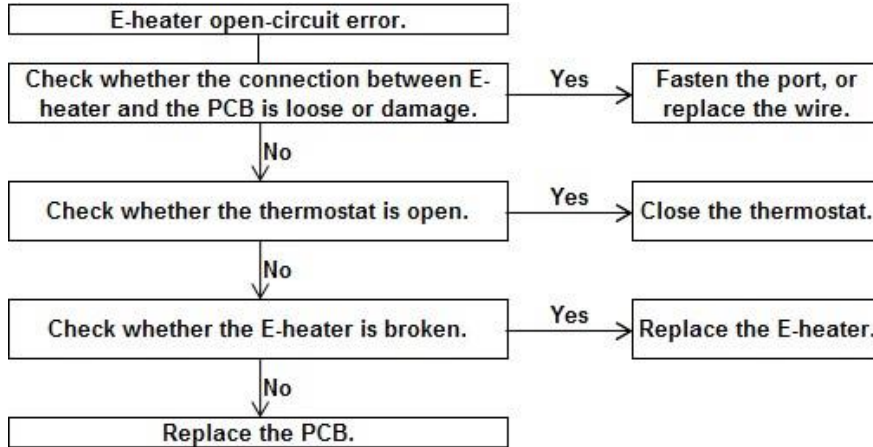 E-heater open-circuit error.
Check whether the connection between E-
heater and the PCB is loose or damage.
Yes
Fasten the port, or
replace the wire.
No
Check whether the thermostat is open.
Yes
Close the thermostat.
No
Check whether the E-heater is broken.
Yes
Replace the E-heater.
No
Replace the PCB.